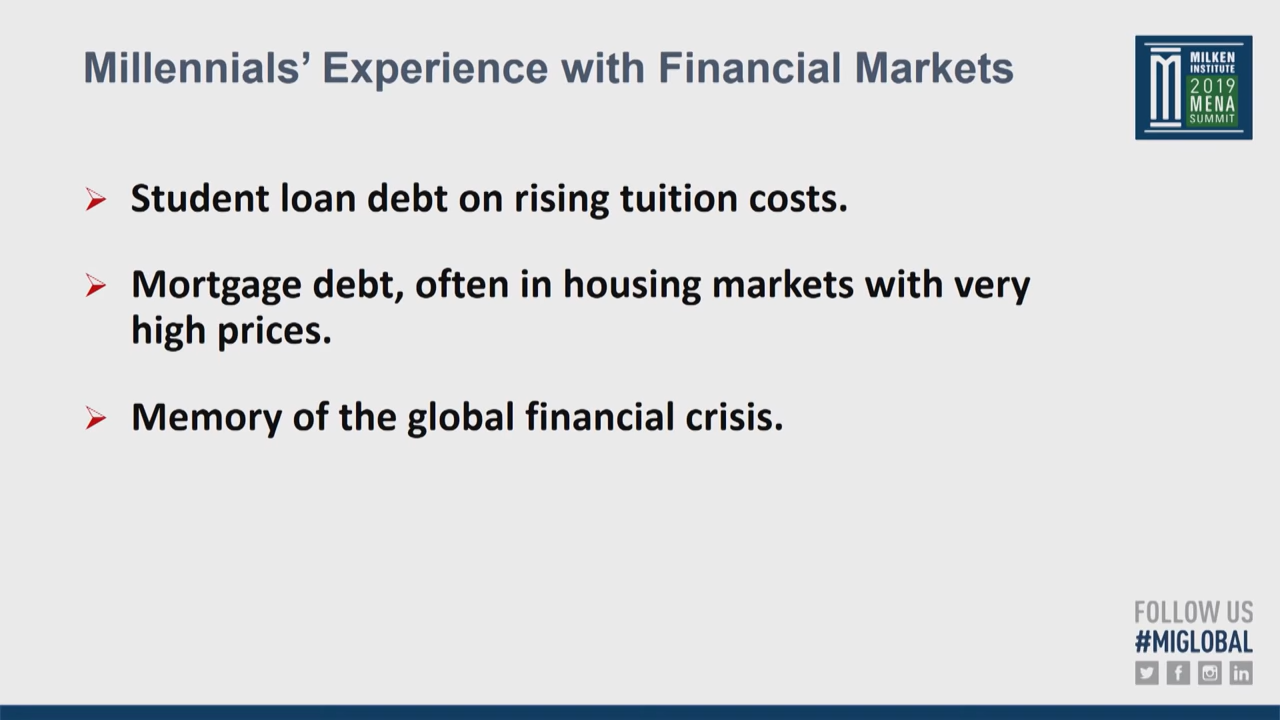 Millennials’ Experience with Financial Markets
MILKEN
INSTITUTE
2019
MENA
SUMMIT
Student loan debt on rising tuition costs.
Mortgage debt, often in housing markets with very
high prices.
Memory of the global financial crisis.
FOLLOW US
#MIGLOBAL